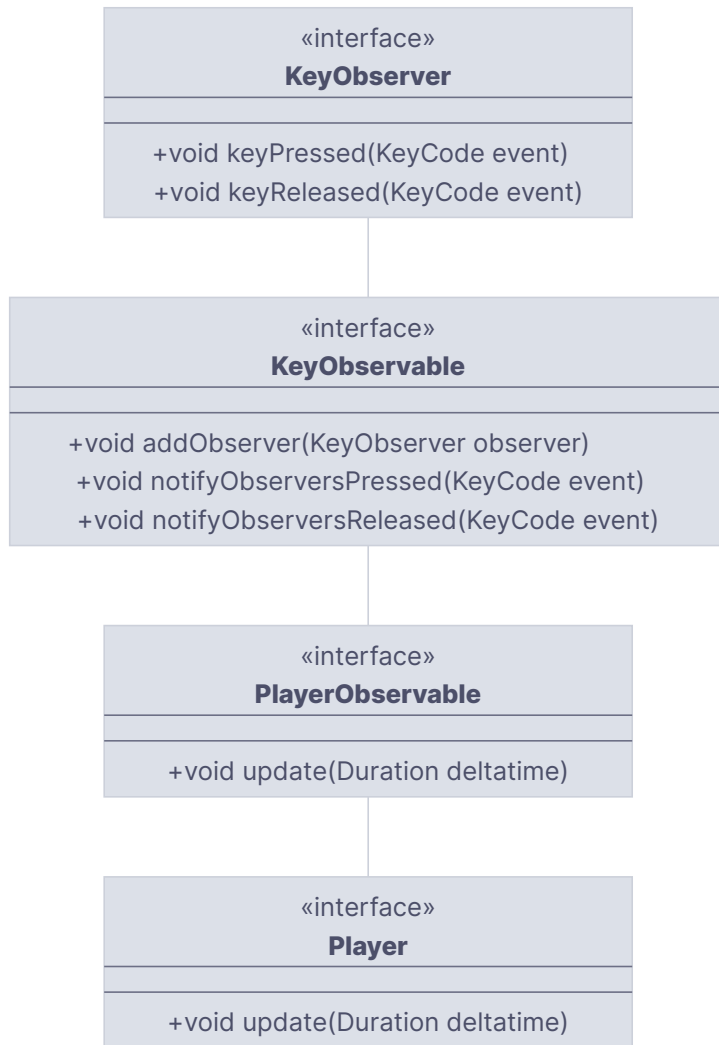 «interface»
KeyObserver
+void keyPressed(KeyCode event)
+void keyReleased(KeyCode event)
«interface»
KeyObservable
+void addObserver(KeyObserver observer)
+void notifyObserversPressed(KeyCode event)
+void notifyObserversReleased(KeyCode event)
«interface»
PlayerObservable
+void update(Duration deltatime)
«interface»
Player
+void update(Duration deltatime)